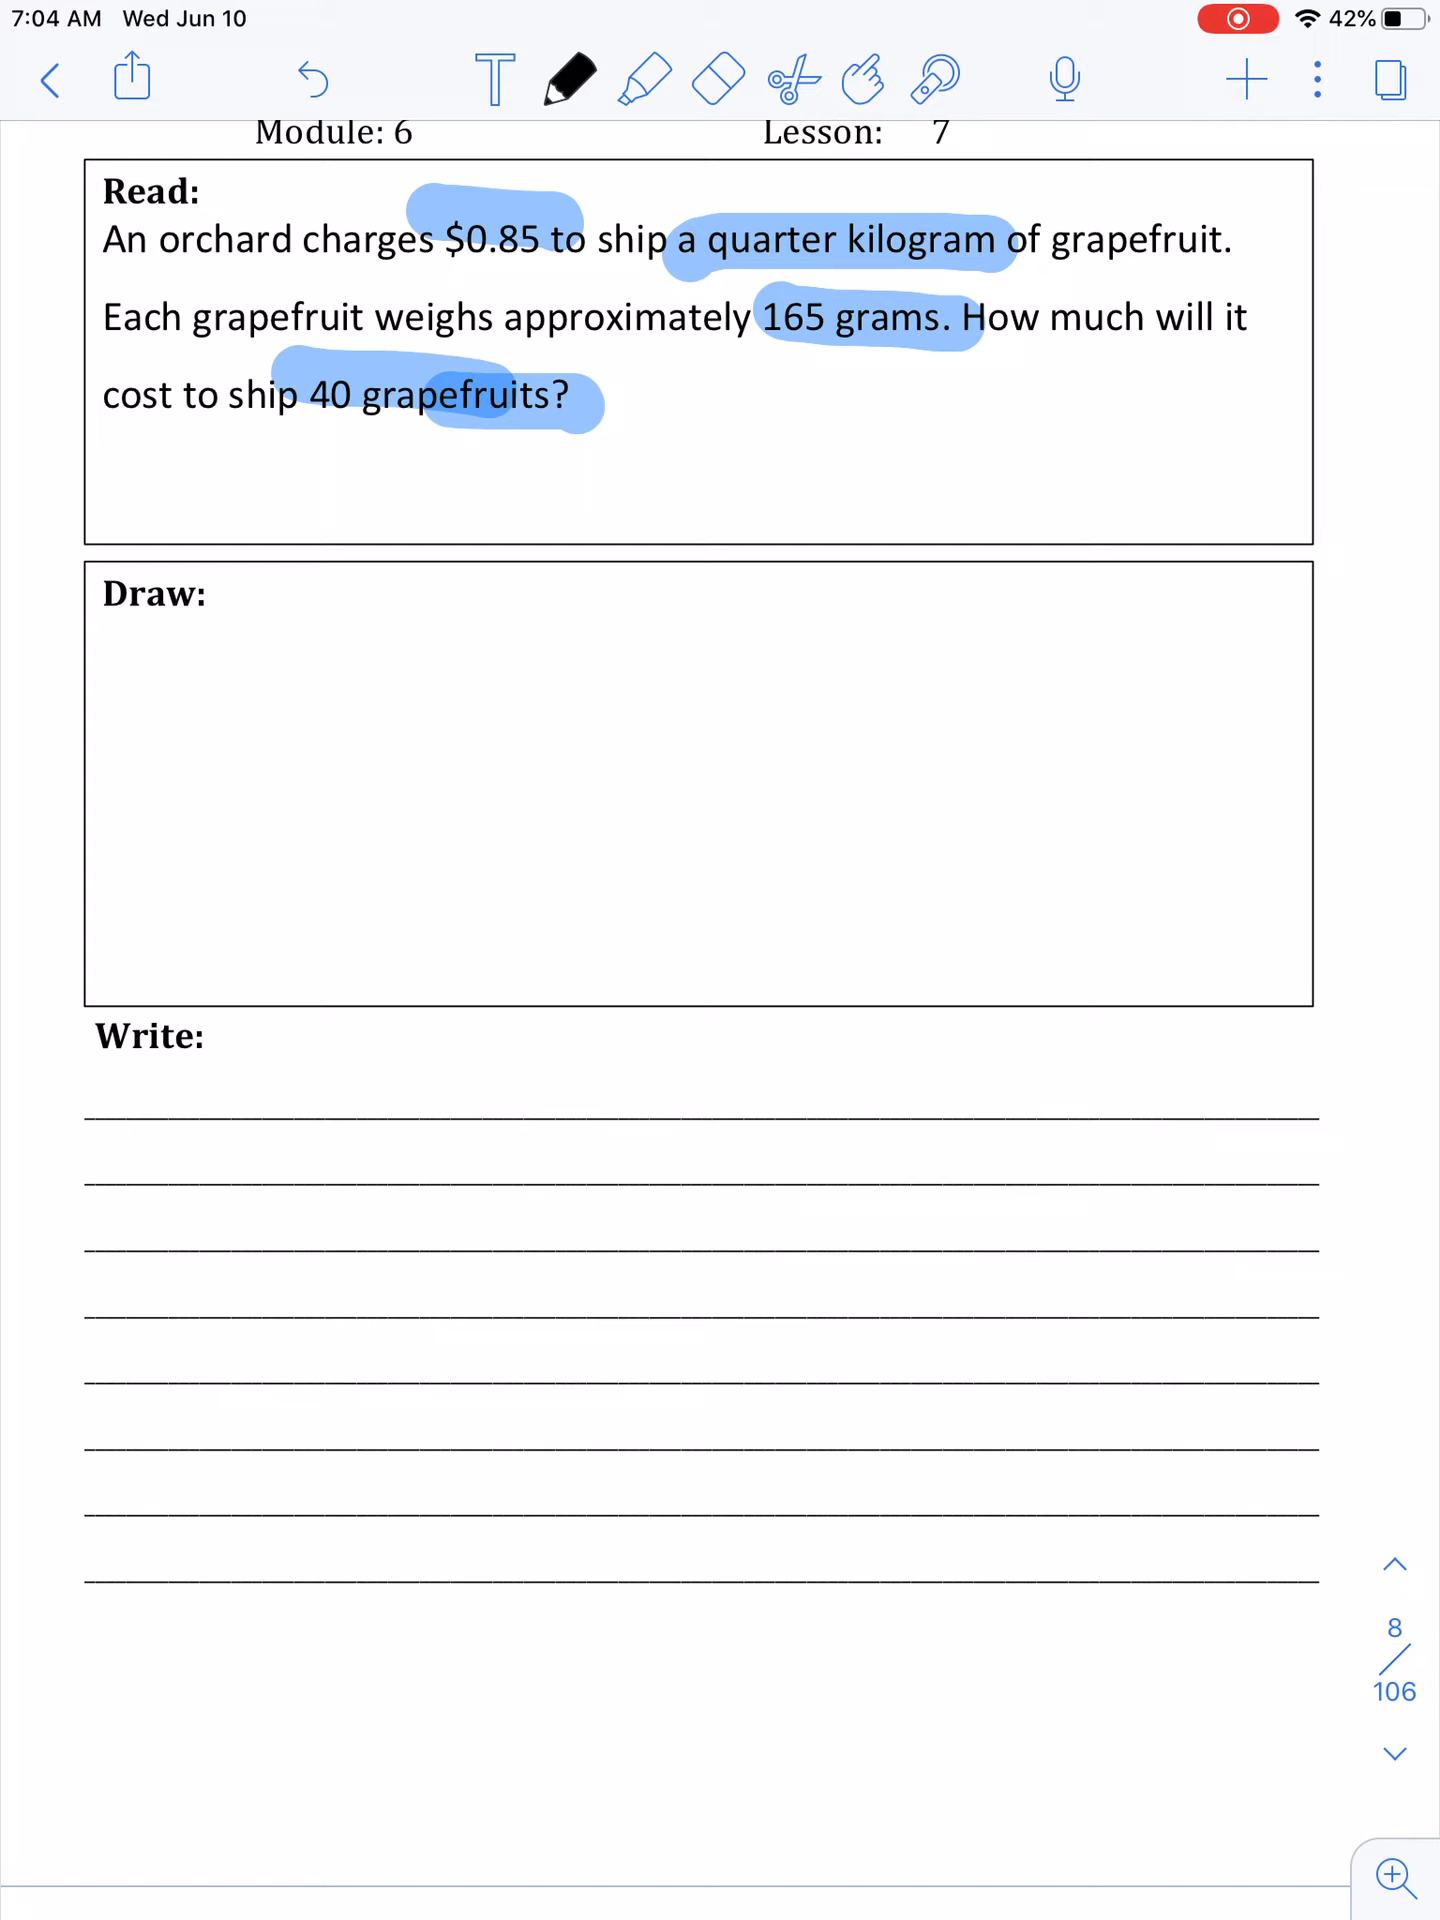 7:04 AM Wed Jun 10 42%
Module: 6 Lesson: 7
Read:
An orchard charges $0.85 to ship a quarter kilogram of grapefruit.
Each grapefruit weighs approximately 165 grams. How much will it
cost to ship 40 grapefruits?
Draw:
Write:
8
106